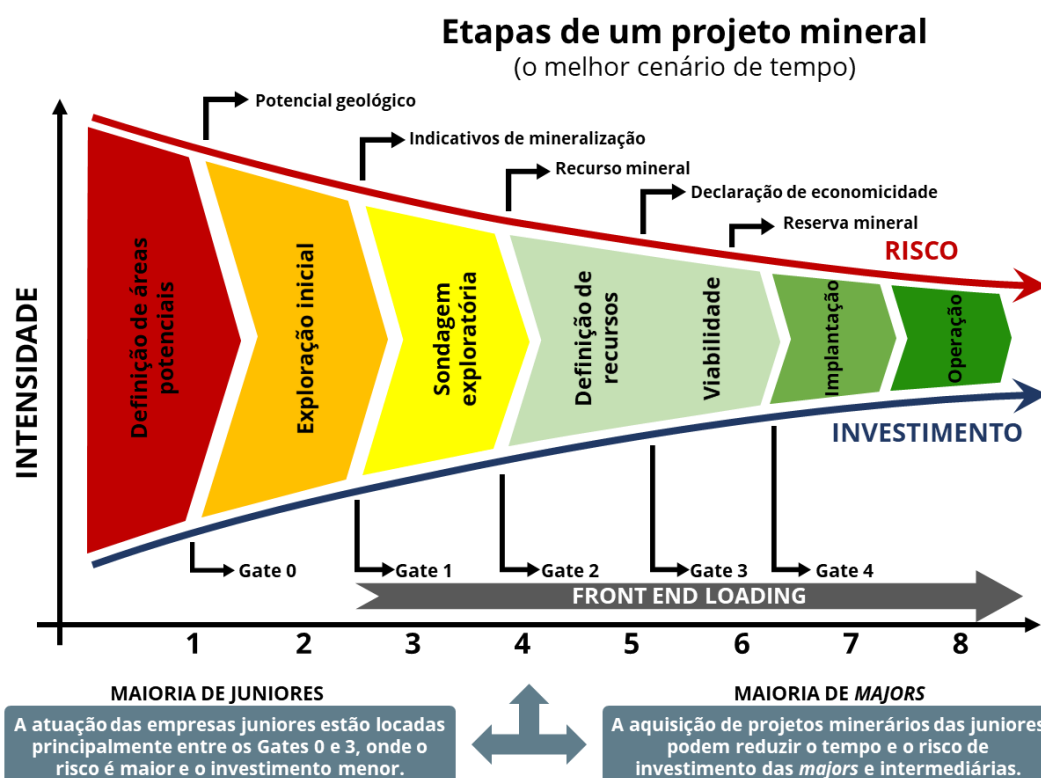 Etapas de um projeto mineral
(o melhor cenário de tempo)
Potencial geológico
Indicativos de mineralização
Recurso mineral
Declaração de economicidade
Reserva mineral
RISCO
INTENSIDADE
Definição de áreas
potenciais
Exploração inicial
Sondagem
exploratória
Definição de
recursos
Viabilidade
Implantação
Operação
INVESTIMENTO
Gate 0
Gate 1
Gate 2
Gate 3
Gate 4
FRONT END LOADING
1 2 3 4 5 6 7 8
MAIORIA DE JUNIORES
A atuação das empresas juniores estão locadas
principalmente entre os Gates 0 e 3, onde o
risco é maior e o investimento menor.
MAIORIA DE MAJORS
A aquisição de projetos minerários das juniores
podem reduzir o tempo e o risco de
investimento das majors e intermediárias.